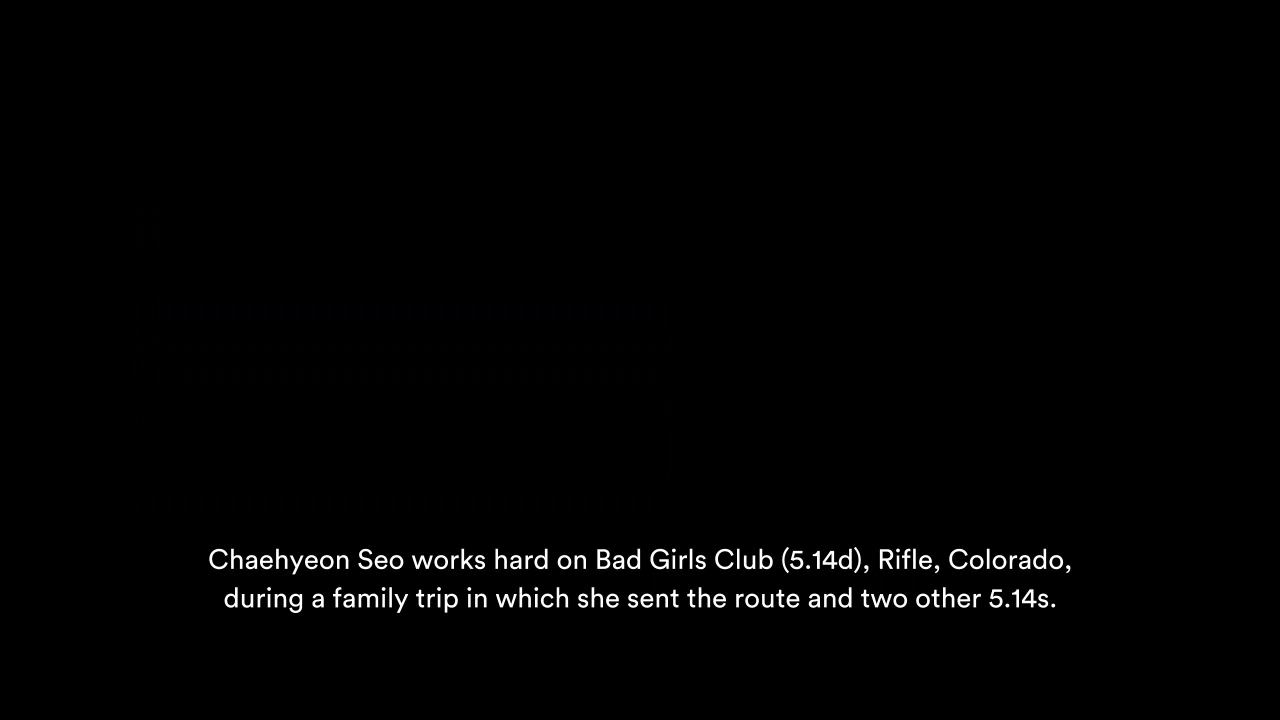 Chaehyeon Seo works hard on Bad Girls Club (5.14d), Rifle, Colorado,
during a family trip in which she sent the route and two other 5.14s.